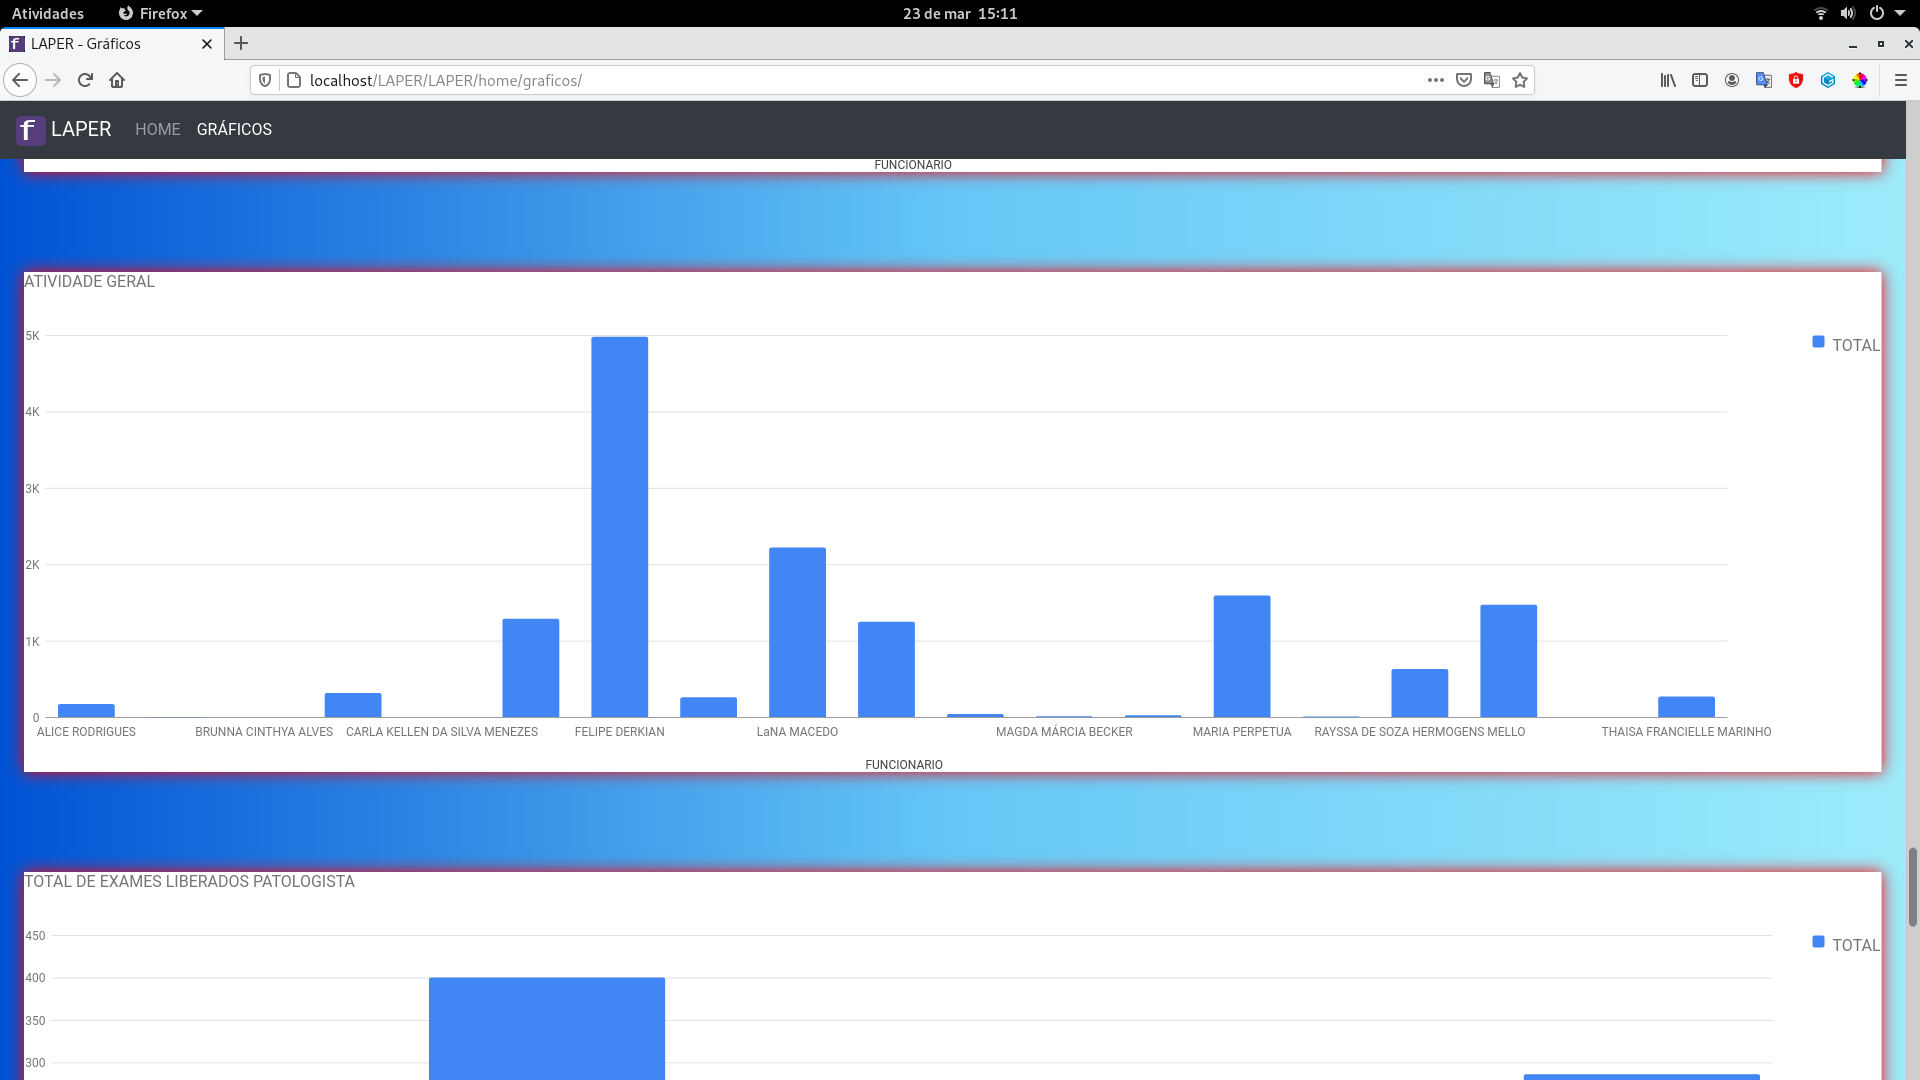 Atividades Firefox 23 de mar 15:11
LAPER - Gráficos
localhost/LAPER/LAPER/home/graficos/
LAPER HOME GRÁFICOS
FUNCIONARIO
ATIVIDADE GERAL
5K
TOTAL
4K
3K
2K
1K
0
ALICE RODRIGUES BRUNNA CINTHYA ALVES CARLA KELLEN DA SILVA MENEZES FELIPE DERKIAN LaNA MACEDO MAGDA MÁRCIA BECKER MARIA PERPETUA RAYSSA DE SOZA HERMOGENS MELLO THAISA FRANCIELLE MARINHO
FUNCIONARIO
TOTAL DE EXAMES LIBERADOS PATOLOGISTA
450
TOTAL
400
350
300